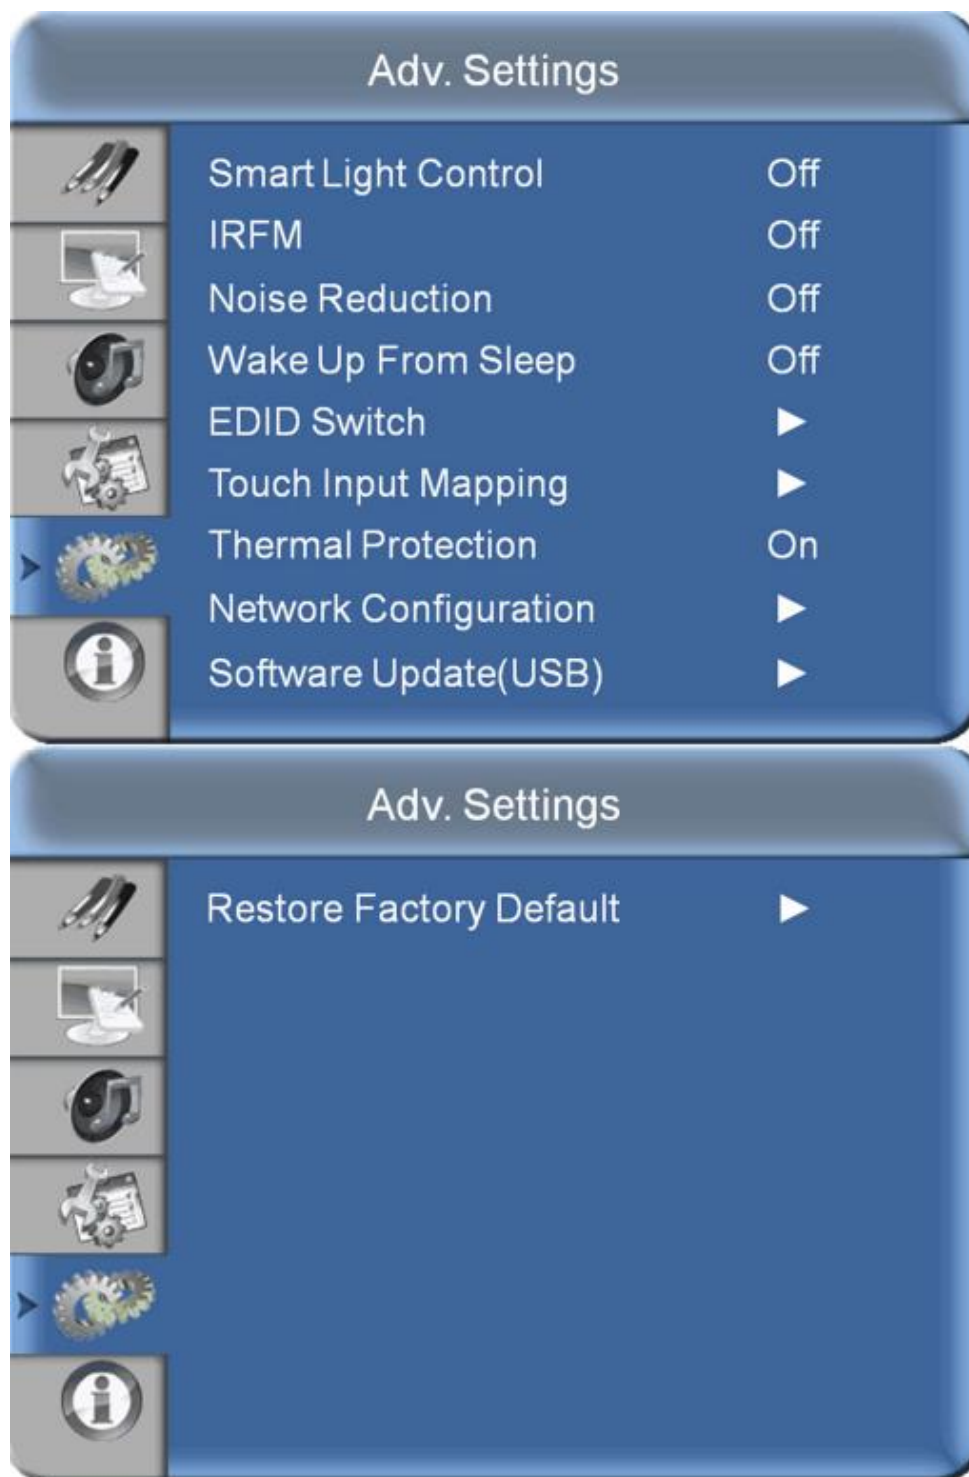 Adv. Settings
Smart Light Control Off
IRFM Off
Noise Reduction Off
Wake Up From Sleep Off
EDID Switch ►
Touch Input Mapping ►
Thermal Protection On
Network Configuration ►
Software Update(USB) ►
Adv. Settings
Restore Factory Default ►